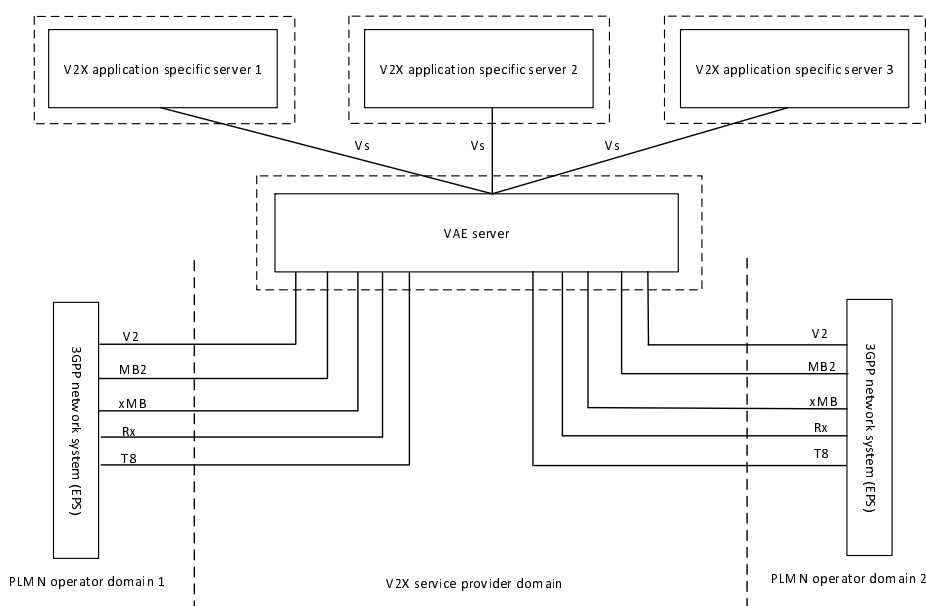 V2X application specific server 1
V2X application specific server 2
V2X application specific server 3
Vs
Vs
Vs
VAE server
V2
MB2
xMB
Rx
T8
3GPP network system (EPS)
V2
MB2
xMB
Rx
T8
3GPP network system (EPS)
PLMN operator domain 1
V2X service provider domain
PLMN operator domain 2